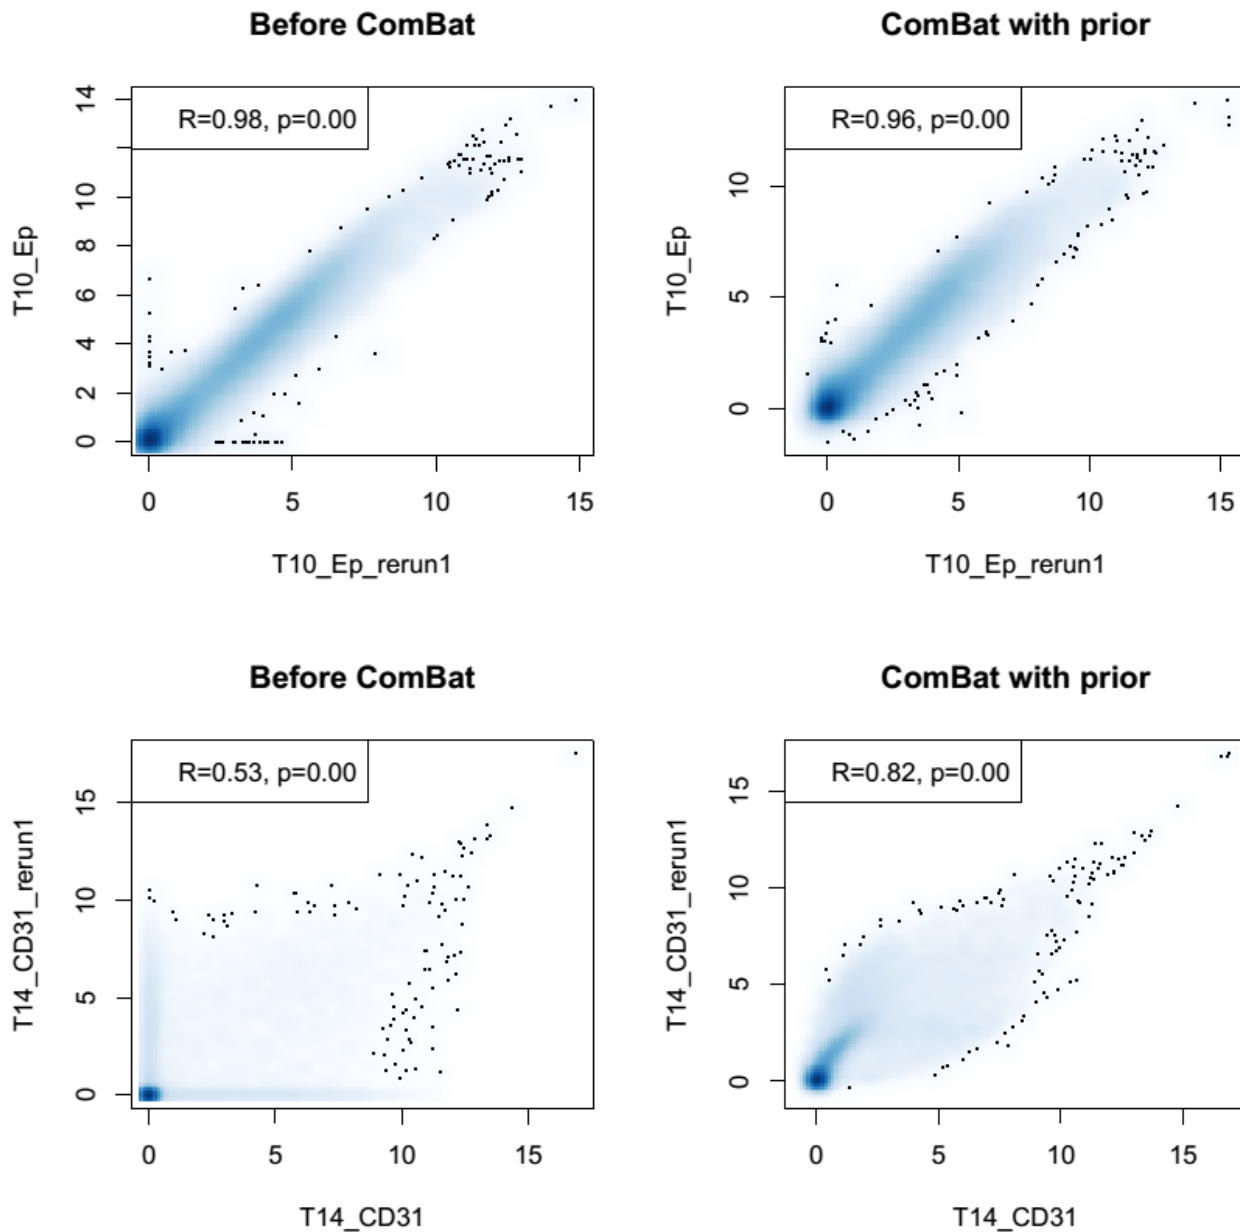 Before ComBat
R=0.98, p=0.00
14
10
8
6
4
2
0
T10_Ep
0
5
10
15
T10_Ep_rerun1
ComBat with prior
R=0.96, p=0.00
10
5
0
T10_Ep
0
5
10
15
T10_Ep_rerun1
Before ComBat
R=0.53, p=0.00
15
10
5
0
T14_CD31_rerun1
0
5
10
15
T14_CD31
ComBat with prior
R=0.82, p=0.00
15
10
5
0
T14_CD31_rerun1
0
5
10
15
T14_CD31